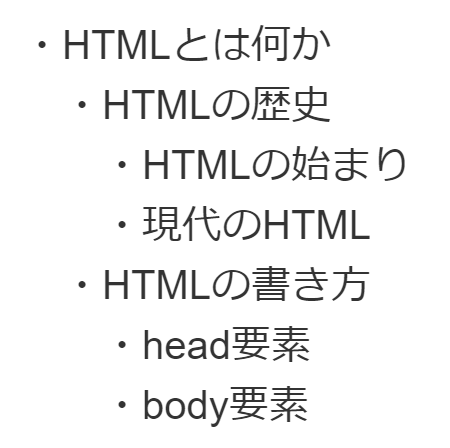 ・HTMLとは何か
・HTMLの歴史
・HTMLの始まり
・現代のHTML
・HTMLの書き方
・head要素
・body要素